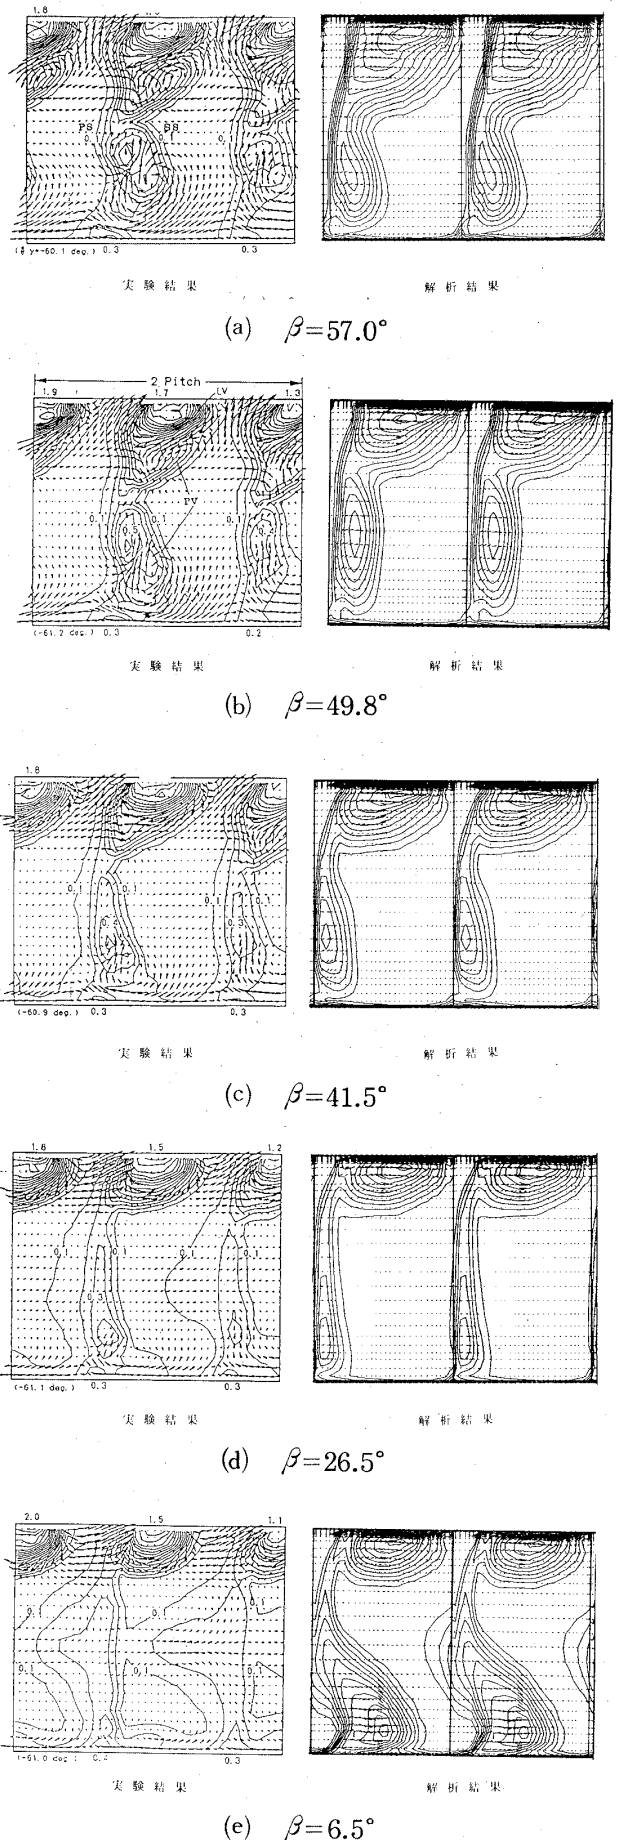 1.8
PS SS
0.1 0.1 0.
( y=-60.1 deg.) 0.3 0.3
実験結果 解析結果
(a) β=57.0°
2 Pitch
1.9 1.7 LV 1.3
PV
0.1 0.1 0.1
(-61.2 deg.) 0.3 0.2
実験結果 解析結果
(b) β=49.8°
1.8
0.1 0.1 0.1 0.1
0.3
(-60.9 deg.) 0.3 0.3
実験結果 解析結果
(c) β=41.5°
1.8 1.5 1.2
0.1 0.1 0.1 0.1
0.3
(-61.1 deg.) 0.3 0.3
実験結果 解析結果
(d) β=26.5°
2.0 1.5 1.1
0.1 0.1 0.1
0.1 0.1 0.1
(-61.0 deg.) 0.3
実験結果 解析結果
(e) β=6.5°